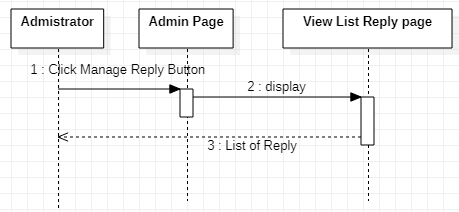 Admistrator
Admin Page
View List Reply page
1 : Click Manage Reply Button
2 : display
3 : List of Reply